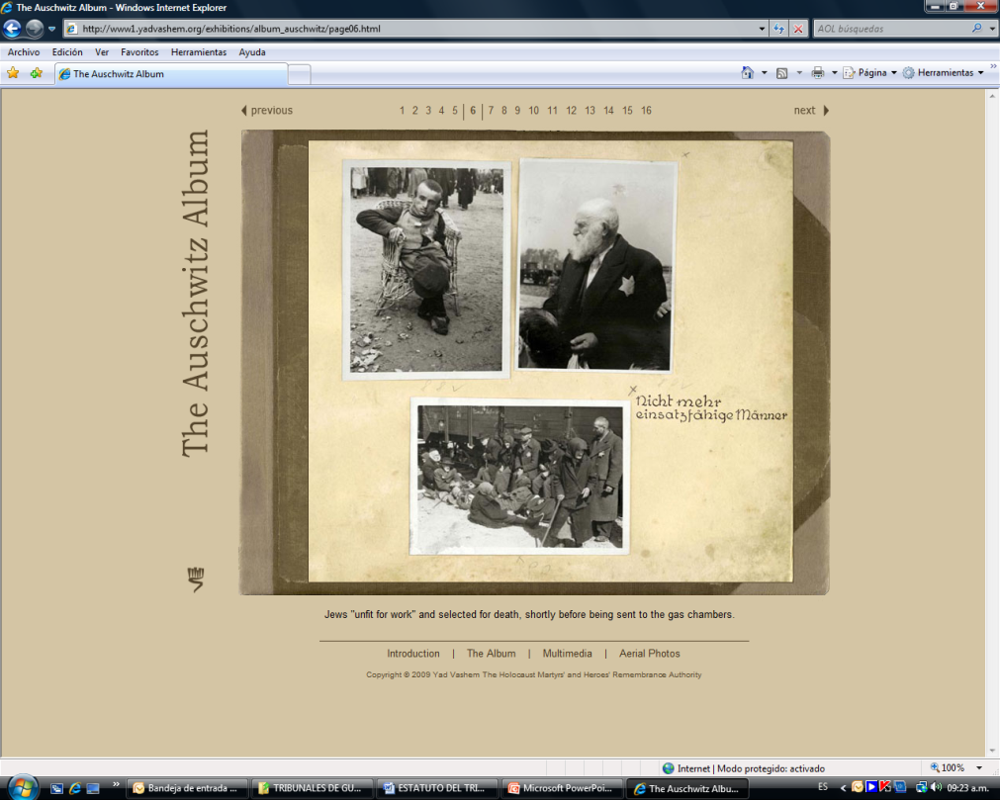 The Auschwitz Album - Windows Internet Explorer
http://www1.yadvashem.org/exhibitions/album_auschwitz/page06.html
AOL búsquedas
Archivo Edición Ver Favoritos Herramientas Ayuda
The Auschwitz Album
Página
Herramientas
previous
1 2 3 4 5 | 6 | 7 8 9 10 11 12 13 14 15 16
next
The Auschwitz Album
Nicht mehr
einsatzfähige Männer
Jews "unfit for work" and selected for death, shortly before being sent to the gas chambers.
Introduction | The Album | Multimedia | Aerial Photos
Copyright © 2009 Yad Vashem The Holocaust Martyrs' and Heroes' Remembrance Authority
Internet | Modo protegido: activado
100%
Bandeja de entrada ...
TRIBUNALES DE GU...
ESTATUTO DEL TRI...
Microsoft PowerPoi...
The Auschwitz Albu...
ES
09:23 a.m.